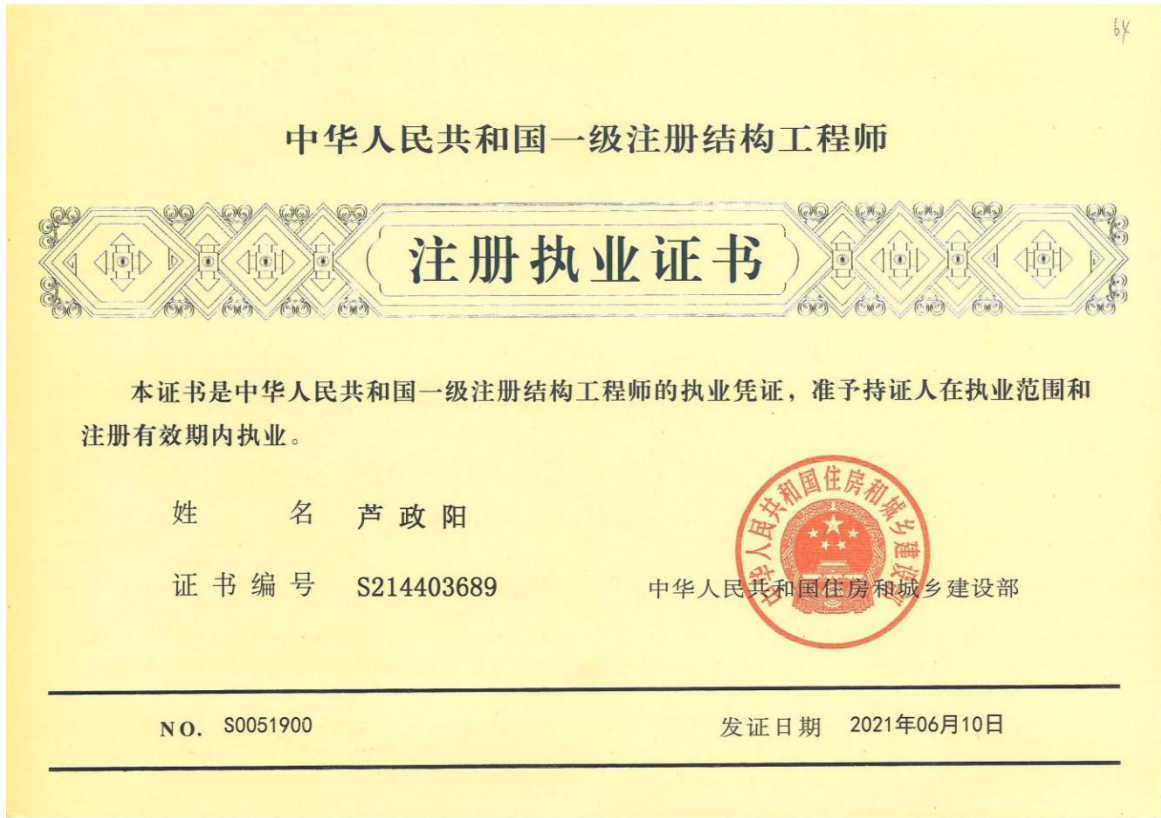 64
中华人民共和国一级注册结构工程师
注册执业证书
本证书是中华人民共和国一级注册结构工程师的执业凭证，准予持证人在执业范围和
注册有效期内执业。
姓 名 芦政阳
证书编号 S214403689
中华人民共和国住房和城乡建设部
中华人民共和国住房和城乡建设部
NO. S0051900
发证日期 2021年06月10日